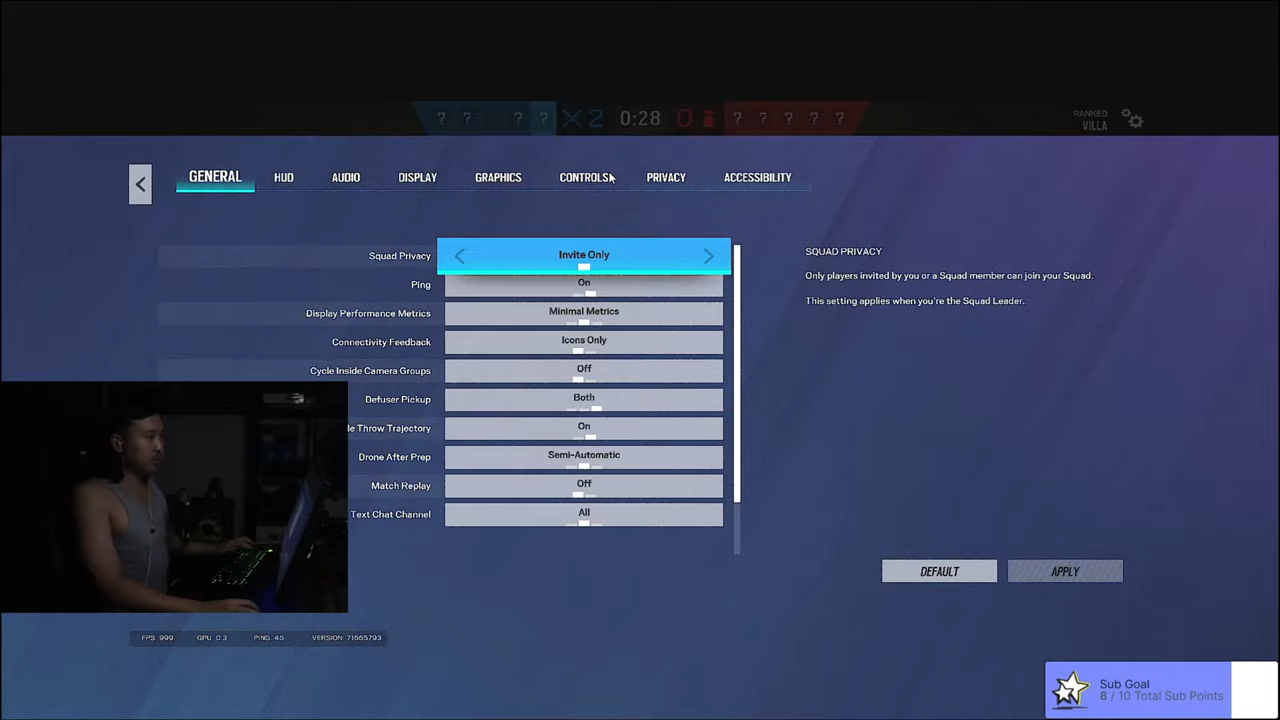 ? ? ? ? 2 0:28 0 ? ? ? ? ?
RANKED
VILLA
GENERAL HUD AUDIO DISPLAY GRAPHICS CONTROLS PRIVACY ACCESSIBILITY
Squad Privacy Invite Only
Ping On
Display Performance Metrics Minimal Metrics
Connectivity Feedback Icons Only
Cycle Inside Camera Groups Off
Defuser Pickup Both
le Throw Trajectory On
Drone After Prep Semi-Automatic
Match Replay Off
Text Chat Channel All
SQUAD PRIVACY
Only players invited by you or a Squad member can join your Squad.
This setting applies when you're the Squad Leader.
DEFAULT APPLY
FPS: 999 GPU: 0.3 PING: 45 VERSION: 71665793
Sub Goal
8 / 10 Total Sub Points